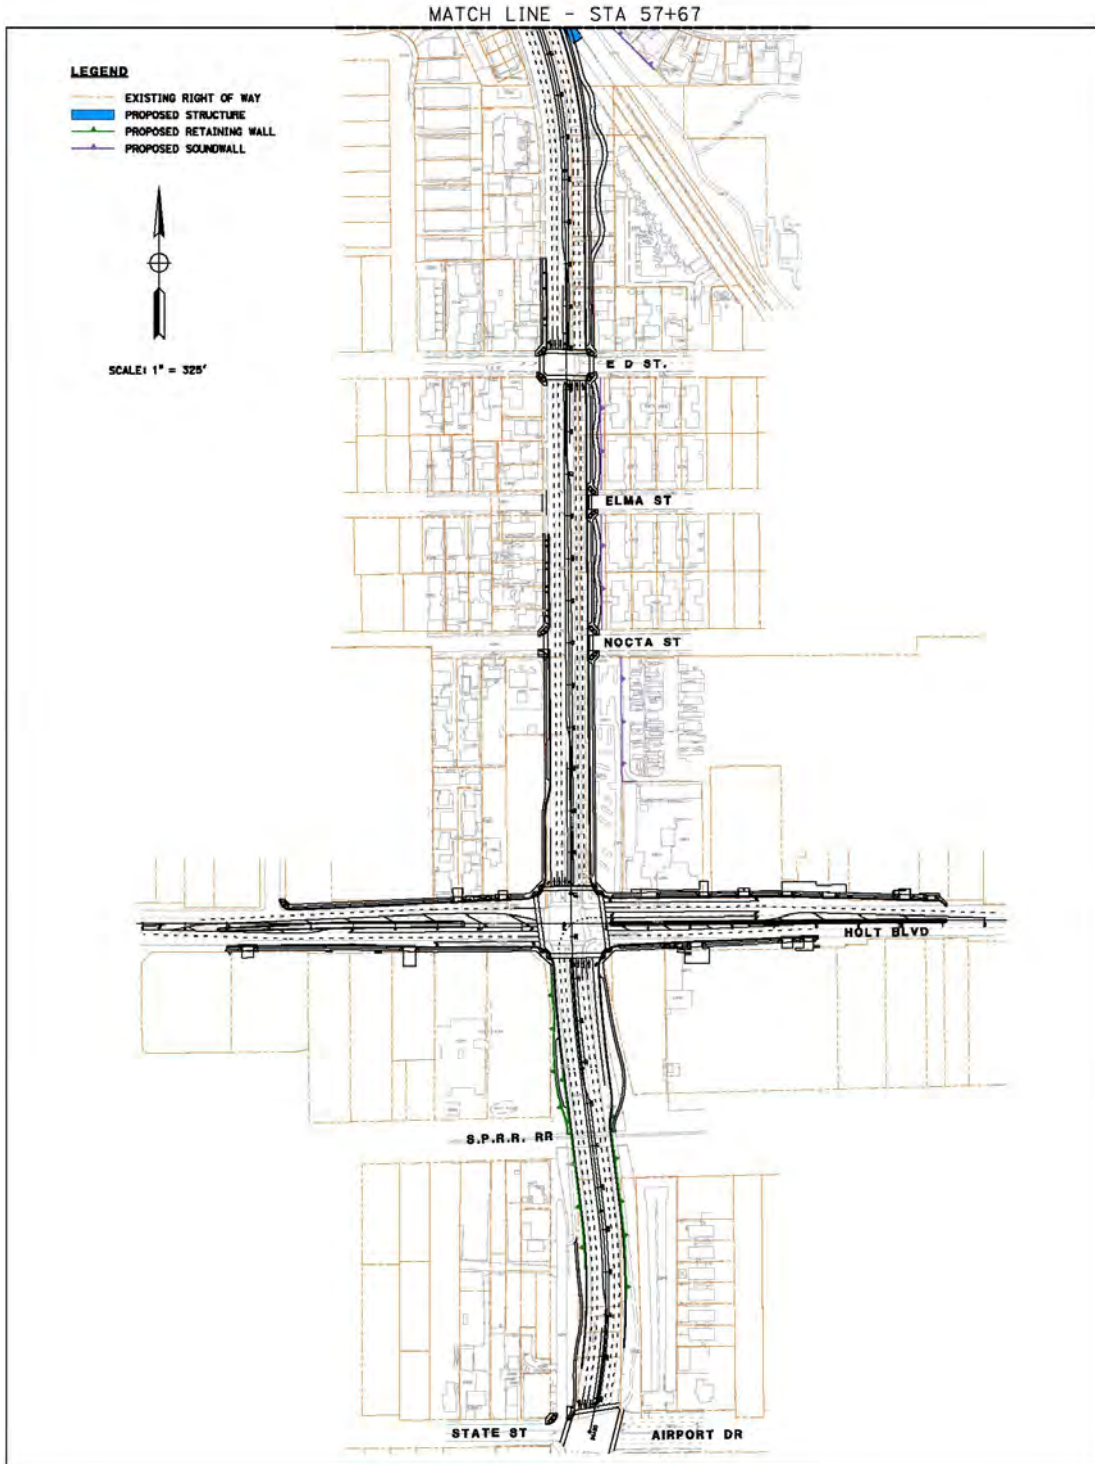 MATCH LINE - STA 57+67
LEGEND
EXISTING RIGHT OF WAY
PROPOSED STRUCTURE
PROPOSED RETAINING WALL
PROPOSED SOUNDWALL
SCALE: 1" = 325'
E D ST.
ELMA ST
NOCTA ST
HOLT BLVD
S.P.R.R. RR
STATE ST
AIRPORT DR